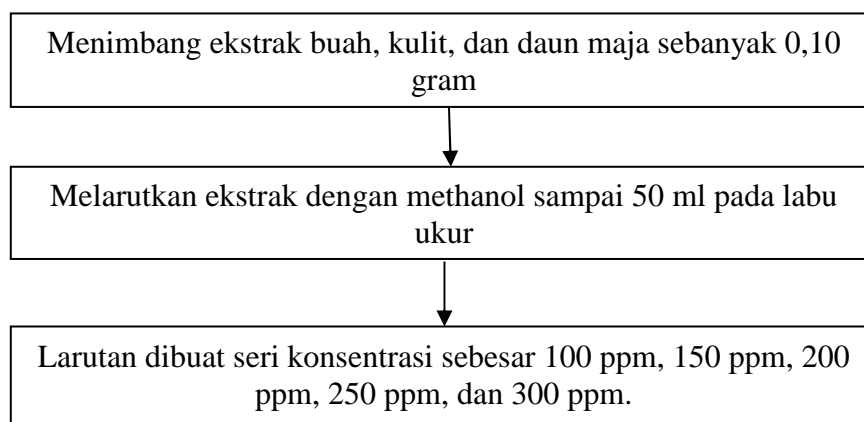 Menimbang ekstrak buah, kulit, dan daun maja sebanyak 0,10
gram
Melarutkan ekstrak dengan methanol sampai 50 ml pada labu
ukur
Larutan dibuat seri konsentrasi sebesar 100 ppm, 150 ppm, 200
ppm, 250 ppm, dan 300 ppm.